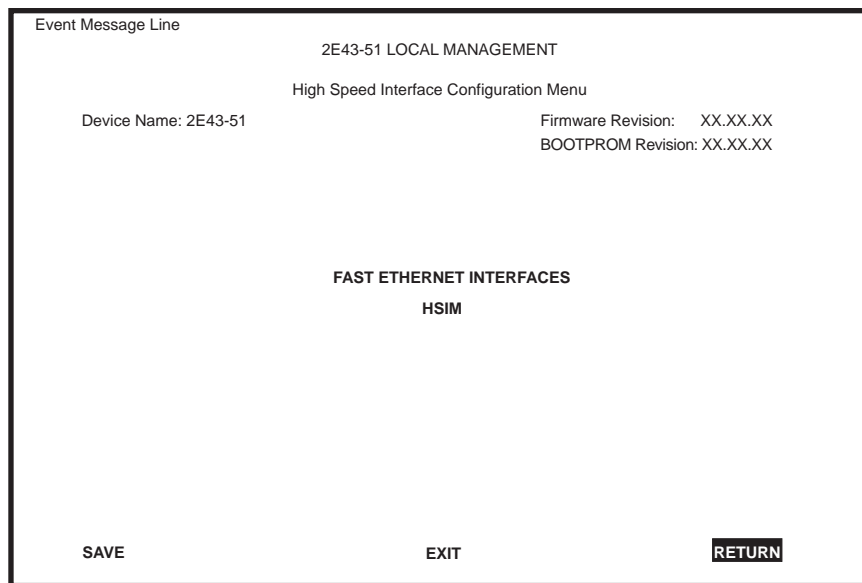 Event Message Line
2E43-51 LOCAL MANAGEMENT
High Speed Interface Configuration Menu
Device Name: 2E43-51 Firmware Revision: XX.XX.XX
BOOTPROM Revision: XX.XX.XX
FAST ETHERNET INTERFACES
HSIM
SAVE EXIT RETURN